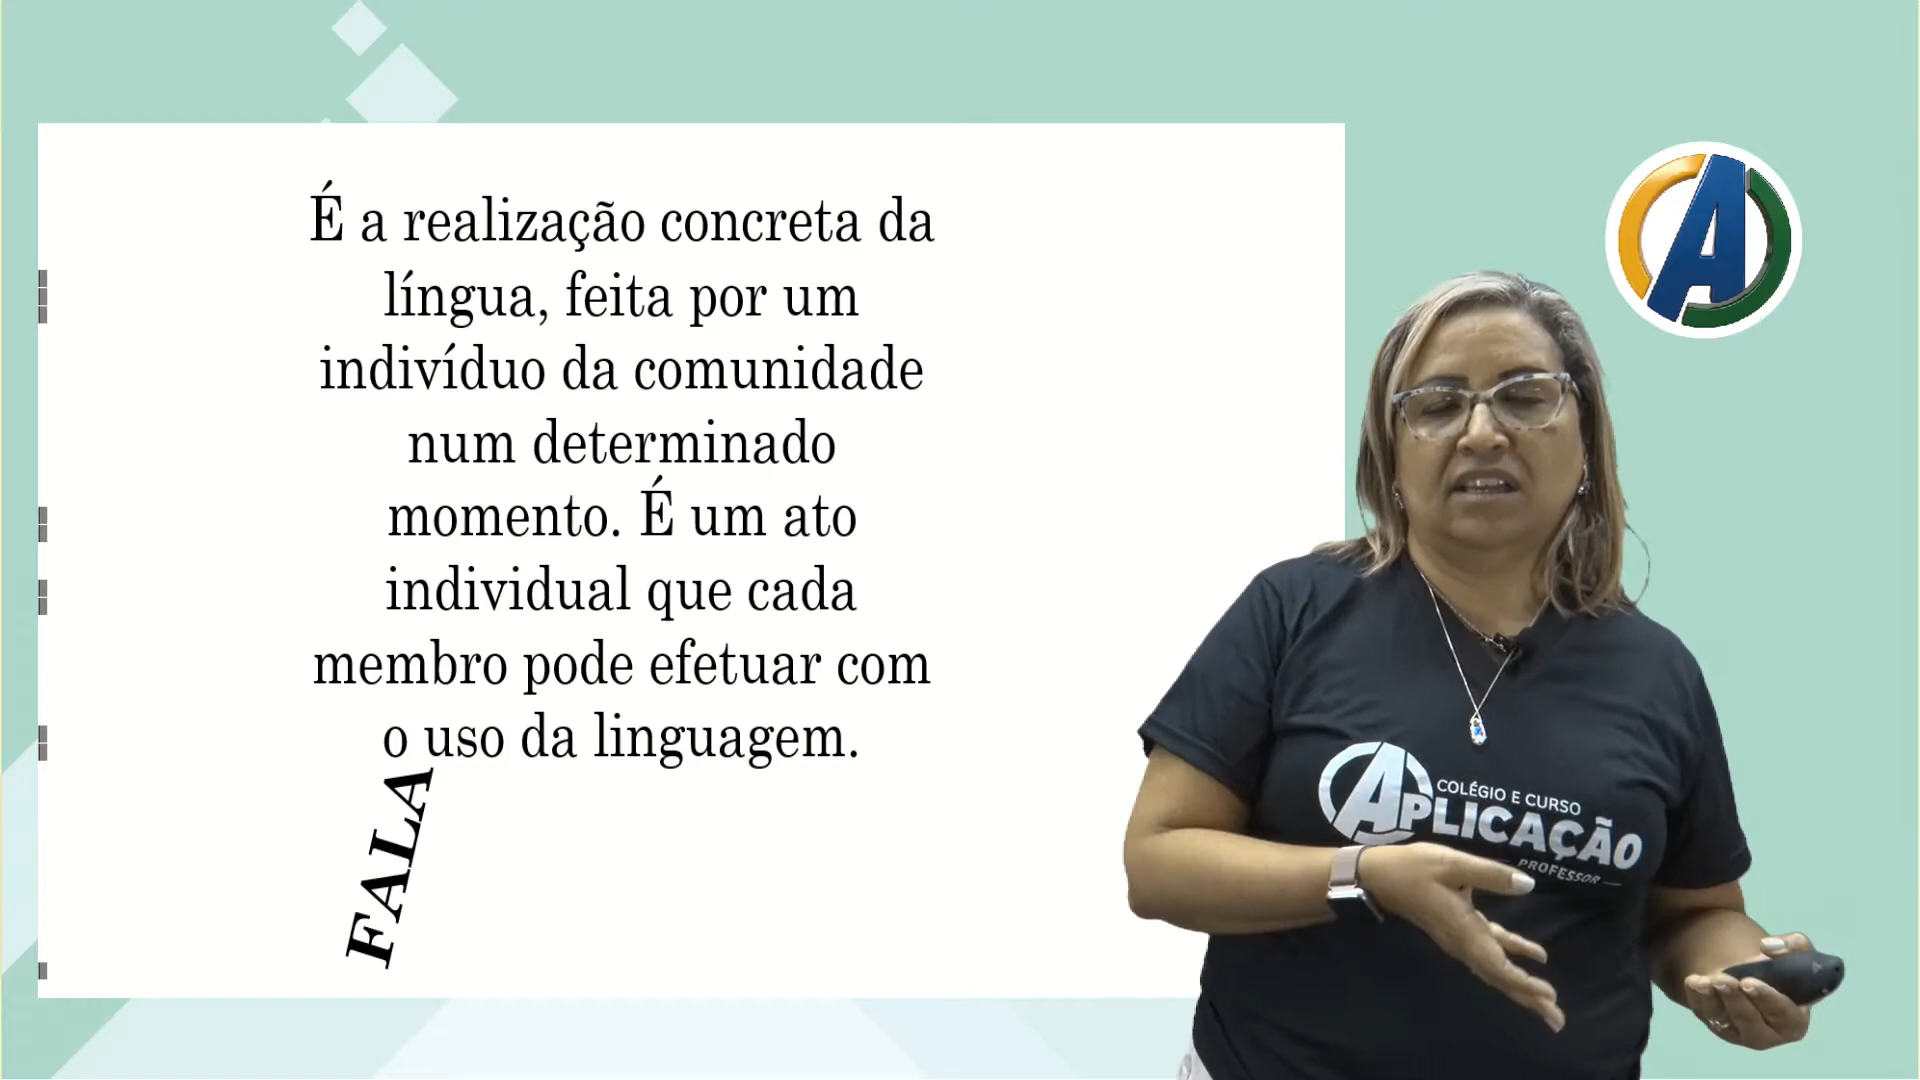 É a realização concreta da
língua, feita por um
indivíduo da comunidade
num determinado
momento. É um ato
individual que cada
membro pode efetuar com
o uso da linguagem.
FALA
A
COLÉGIO E CURSO
APLICAÇÃO
PROFESSOR